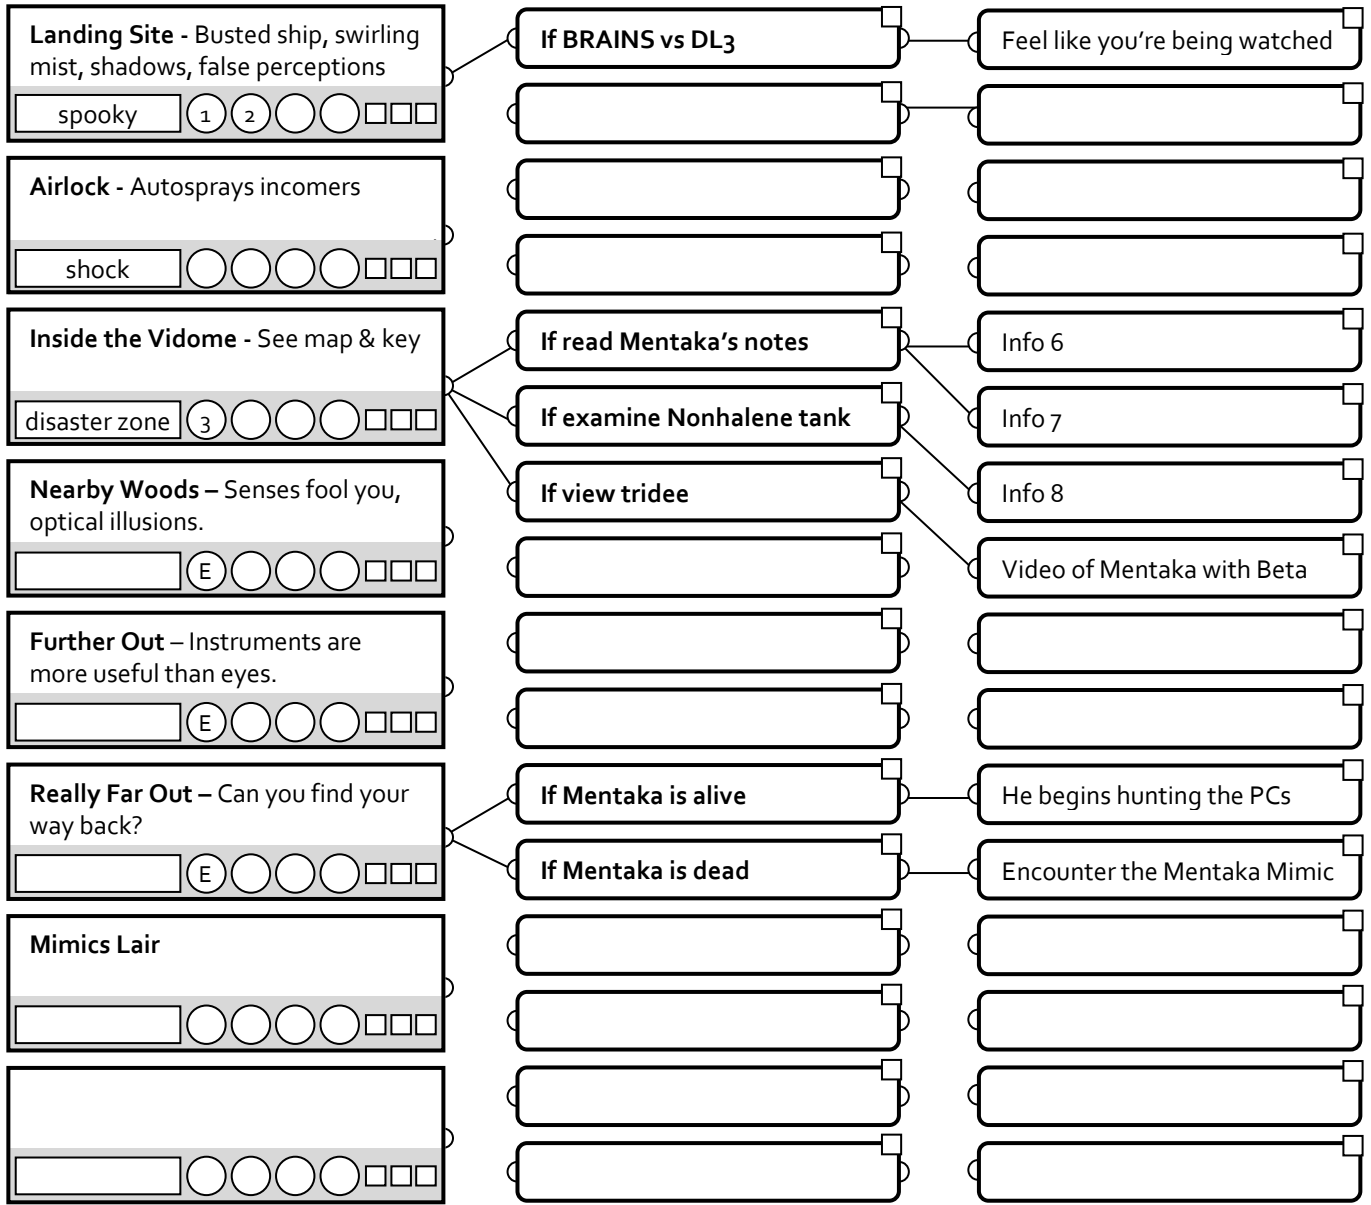 Landing Site - Busted ship, swirling
mist, shadows, false perceptions
spooky
1
2
If BRAINS vs DL3
Feel like you're being watched
Airlock - Autosprays incomers
shock
Inside the Vidome - See map & key
disaster zone
3
If read Mentaka's notes
Info 6
Info 7
If examine Nonhalene tank
Info 8
If view tridee
Video of Mentaka with Beta
Nearby Woods – Senses fool you,
optical illusions.
E
Further Out – Instruments are
more useful than eyes.
E
Really Far Out – Can you find your
way back?
E
If Mentaka is alive
He begins hunting the PCs
If Mentaka is dead
Encounter the Mentaka Mimic
Mimics Lair